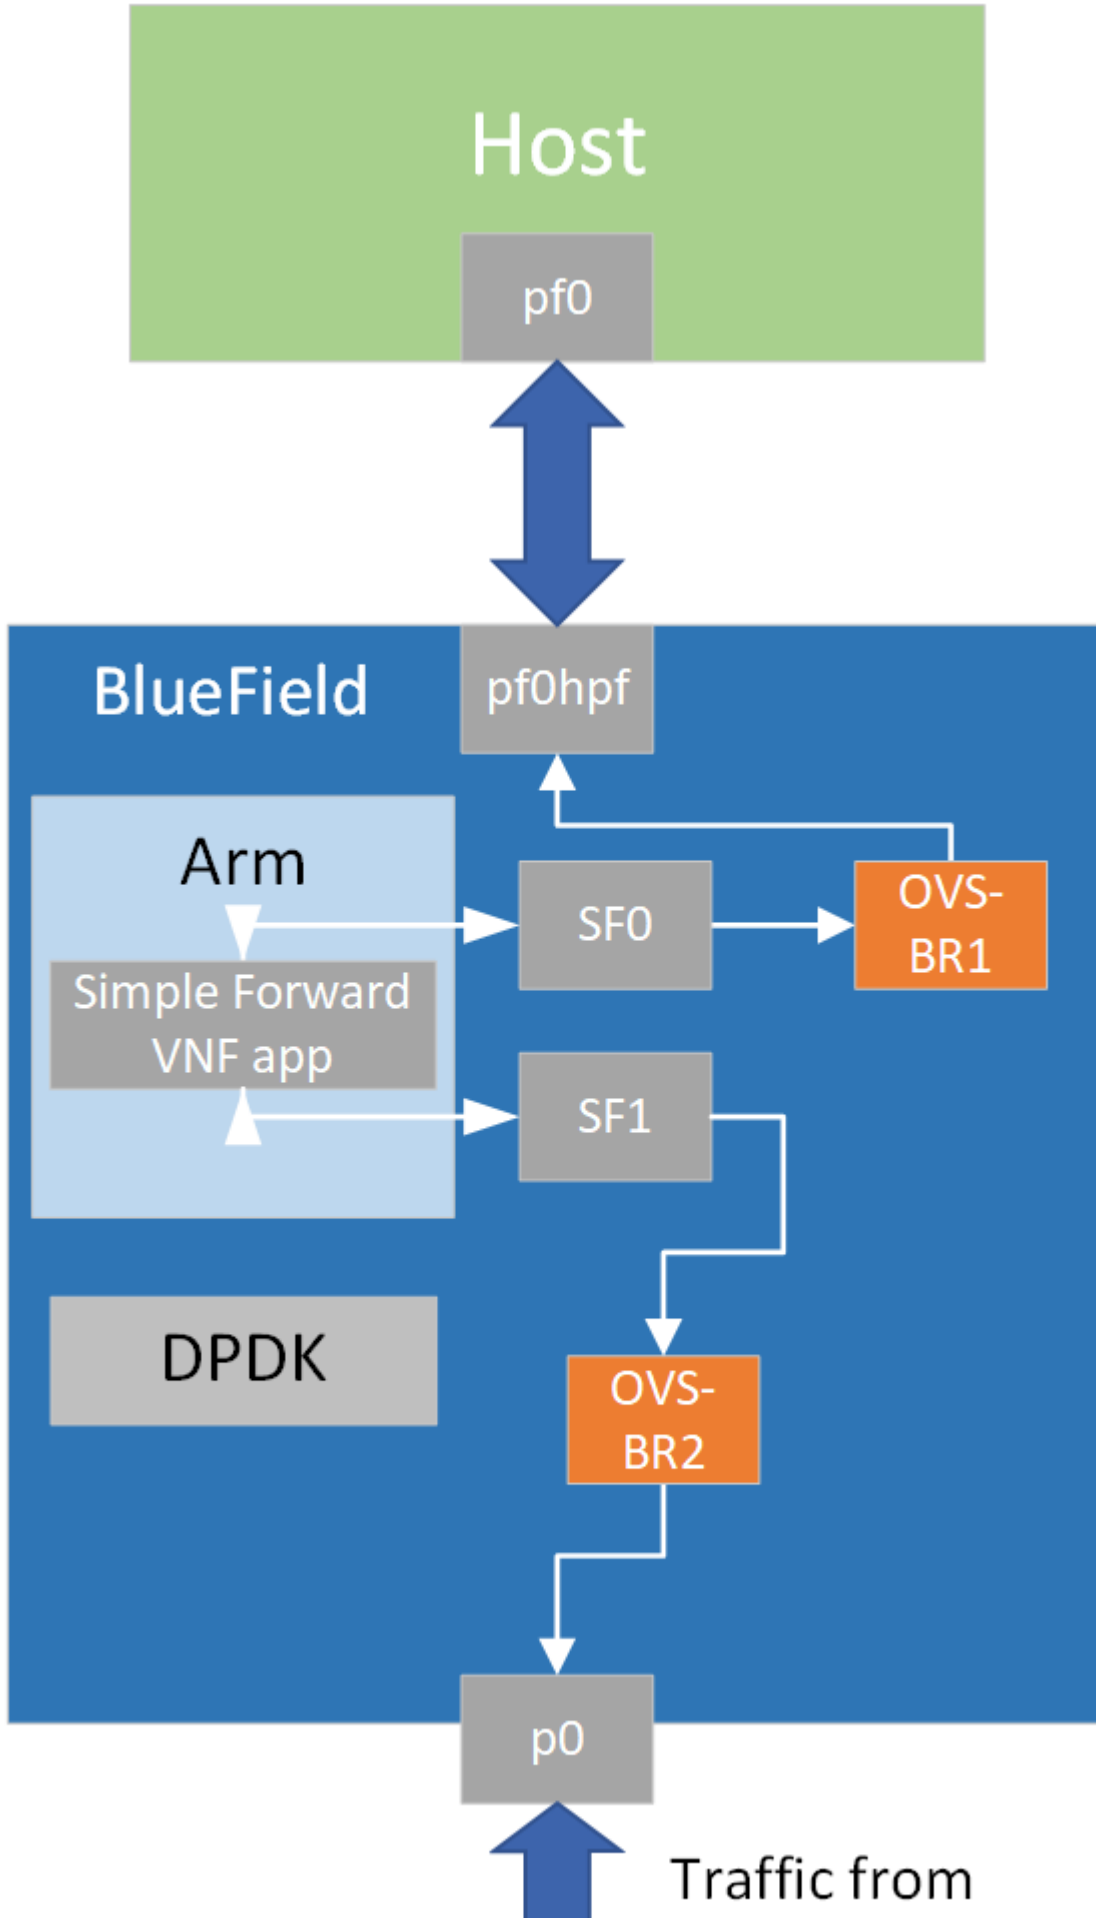 Host
pf0
BlueField
pf0hpf
Arm
SF0
OVS-
BR1
Simple Forward
VNF app
SF1
DPDK
OVS-
BR2
p0
Traffic from